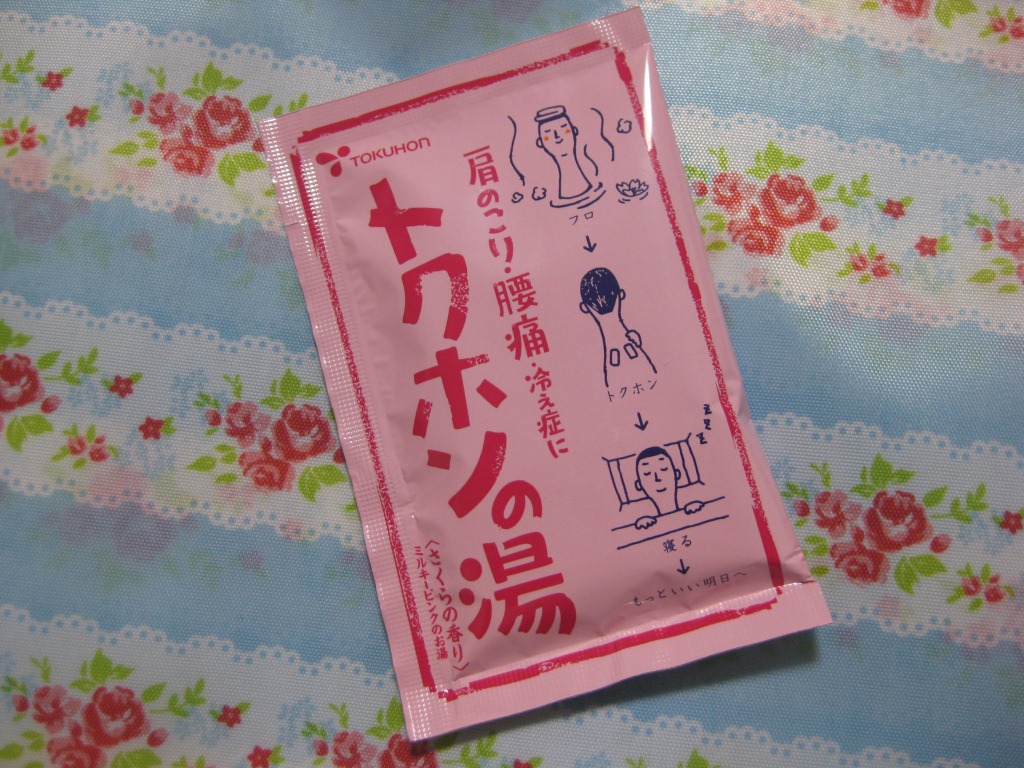 TOKUHON
トクホンの湯
肩のこり・腰痛・冷え症に
〈さくらの香り〉
ミルキーピンクのお湯
フロ
トクホン
z z z
寝る
もっといい明日へ